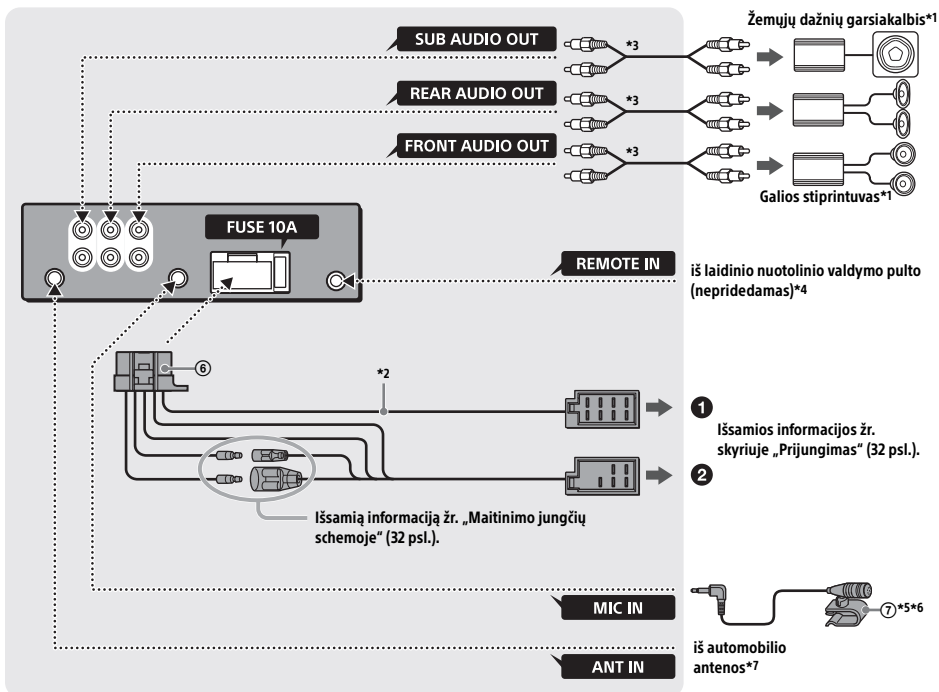 Žemųjų dažnių garsiakalbis*1
SUB AUDIO OUT
*3
REAR AUDIO OUT
*3
FRONT AUDIO OUT
*3
Galios stiprintuvas*1
FUSE 10A
REMOTE IN
iš laidinio nuotolinio valdymo pulto
(nepridedamas)*4
⑥
*2
❶
Išsamios informacijos žr.
skyriuje „Prijungimas“ (32 psl.).
❷
Išsamią informaciją žr. „Maitinimo jungčių
schemoje“ (32 psl.).
MIC IN
⑦*5*6
iš automobilio
antenos*7
ANT IN